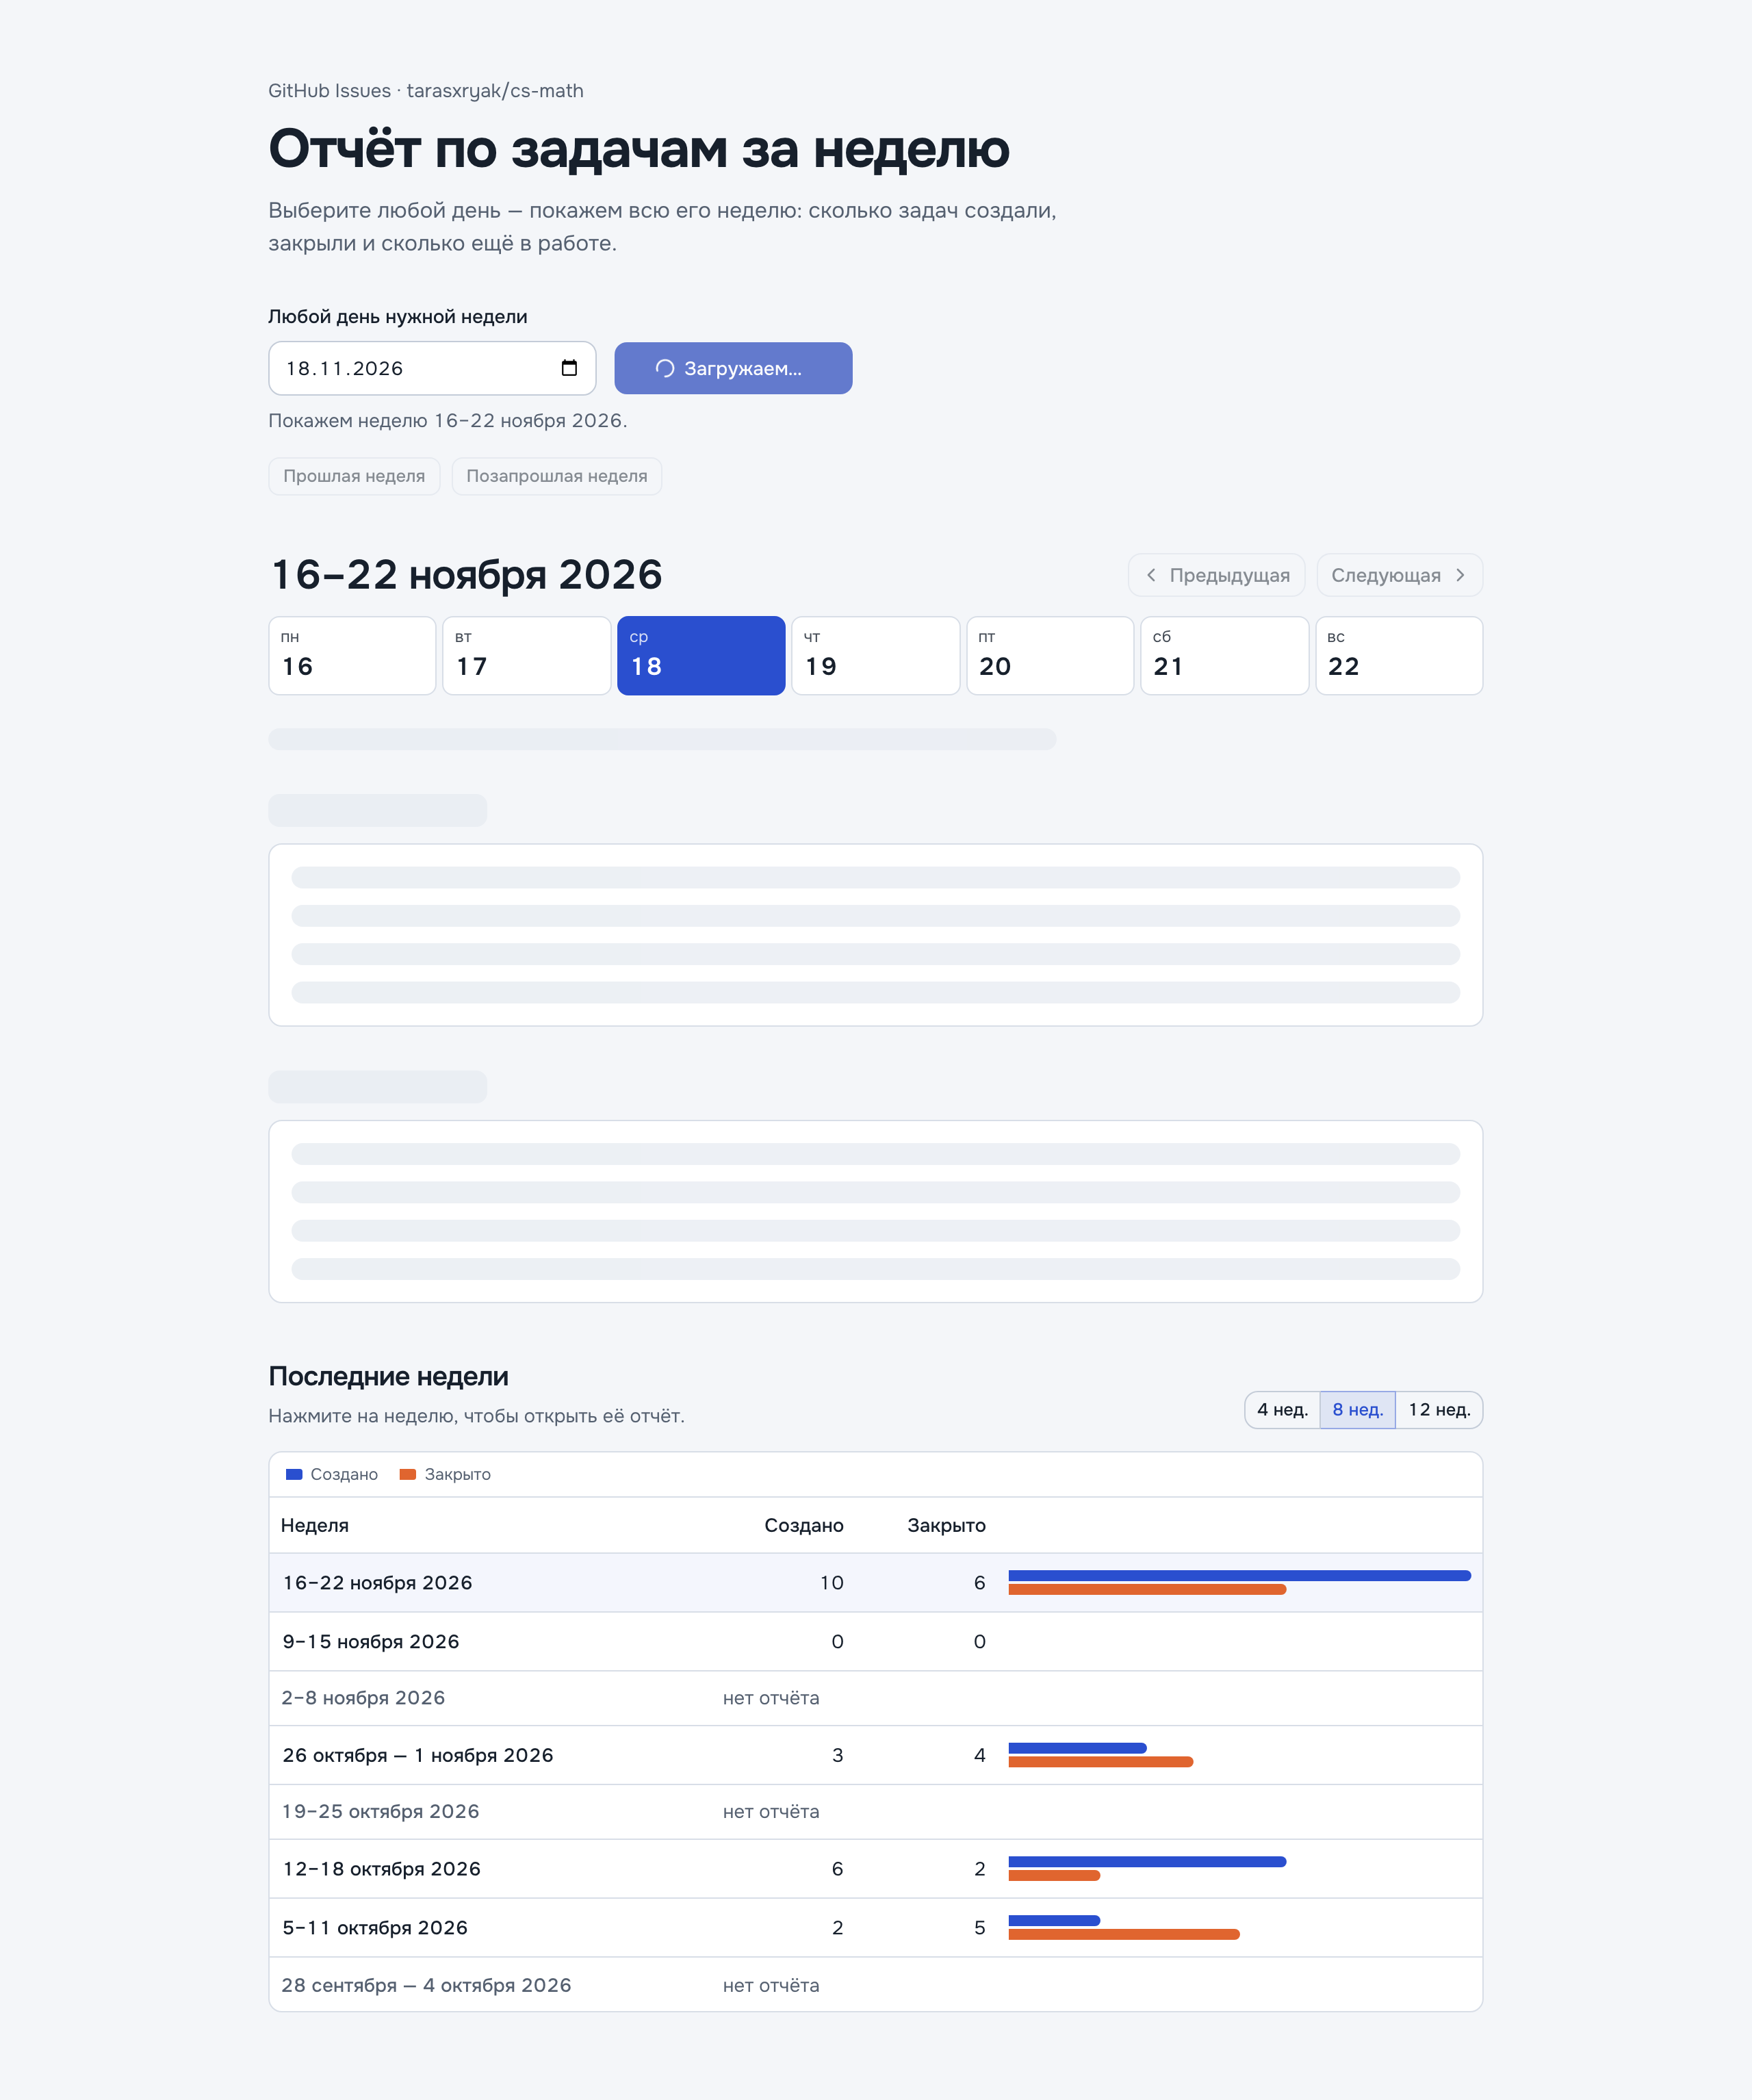 GitHub Issues · tarasxryak/cs-math
Отчёт по задачам за неделю
Выберите любой день — покажем всю его неделю: сколько задач создали,
закрыли и сколько ещё в работе.
Любой день нужной недели
18.11.2026
Загружаем...
Покажем неделю 16–22 ноября 2026.
Прошлая неделя
Позапрошлая неделя
16–22 ноября 2026
Предыдущая
Следующая
пн
16
вт
17
ср
18
чт
19
пт
20
сб
21
вс
22
Последние недели
Нажмите на неделю, чтобы открыть её отчёт.
4 нед. 8 нед. 12 нед.
Создано Закрыто
Неделя Создано Закрыто
16–22 ноября 2026 10 6
9–15 ноября 2026 0 0
2–8 ноября 2026 нет отчёта
26 октября — 1 ноября 2026 3 4
19–25 октября 2026 нет отчёта
12–18 октября 2026 6 2
5–11 октября 2026 2 5
28 сентября — 4 октября 2026 нет отчёта